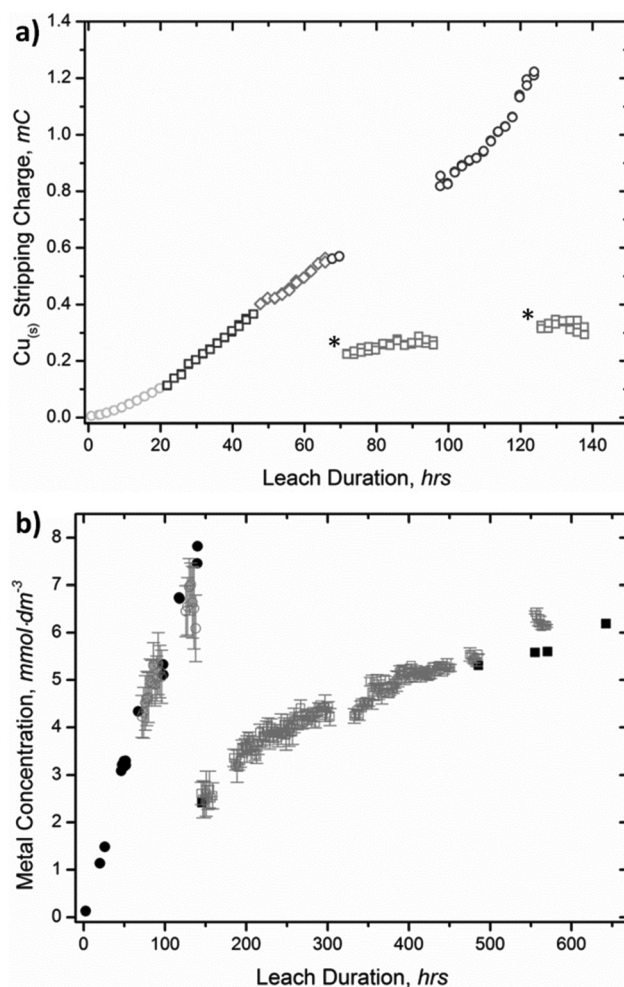 a)
Cu(s) Stripping Charge, mC
1.4
1.2
1.0
0.8
0.6
0.4
0.2
0.0
*
*
0 20 40 60 80 100 120 140
Leach Duration, hrs
b)
Metal Concentration, mmol·dm-3
8
7
6
5
4
3
2
1
0
0 100 200 300 400 500 600
Leach Duration, hrs